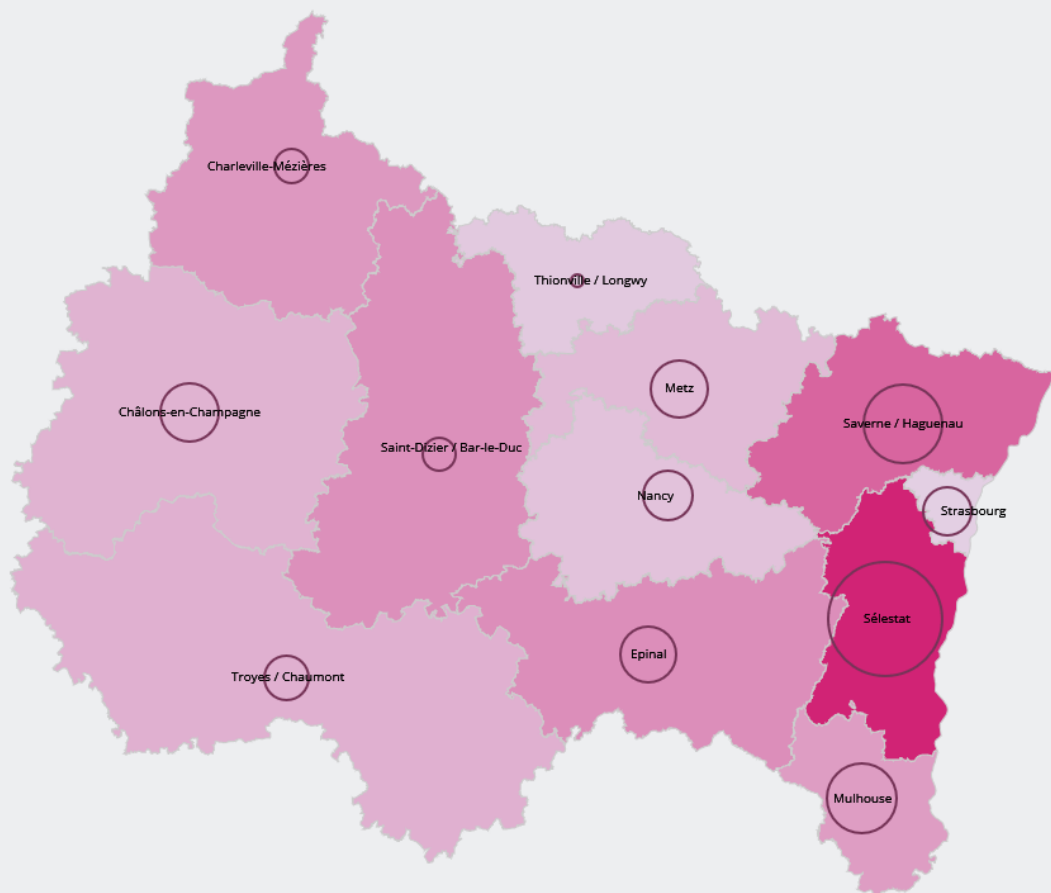 Charleville-Mézières
Thionville / Longwy
Metz
Châlons-en-Champagne
Saverne / Haguenau
Saint-Dizier / Bar-le-Duc
Nancy
Strasbourg
Sélestat
Epinal
Troyes / Chaumont
Mulhouse